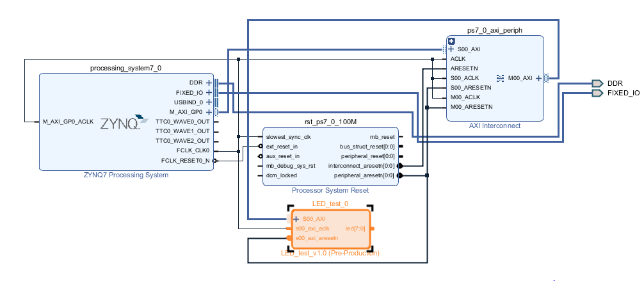 ps7_0_axi_periph
S00_AXI
ACLK
ARESETN
S00_ACLK
S00_ARESETN
M00_ACLK
M00_ARESETN
M00_AXI
AXI Interconnect
DDR
FIXED_IO
processing_system7_0
DDR
FIXED_IO
USBIND_0
M_AXI_GP0
TTC0_WAVE0_OUT
TTC0_WAVE1_OUT
TTC0_WAVE2_OUT
FCLK_CLK0
FCLK_RESET0_N
M_AXI_GP0_ACLK
ZYNQ
ZYNQ7 Processing System
rst_ps7_0_100M
slowest_sync_clk
ext_reset_in
aux_reset_in
mb_debug_sys_rst
dcm_locked
mb_reset
bus_struct_reset[0:0]
peripheral_reset[0:0]
interconnect_aresetn[0:0]
peripheral_aresetn[0:0]
Processor System Reset
LED_test_0
S00_AXI
s00_axi_aclk
s00_axi_aresetn
led[7:0]
LED_test_v1.0 (Pre-Production)